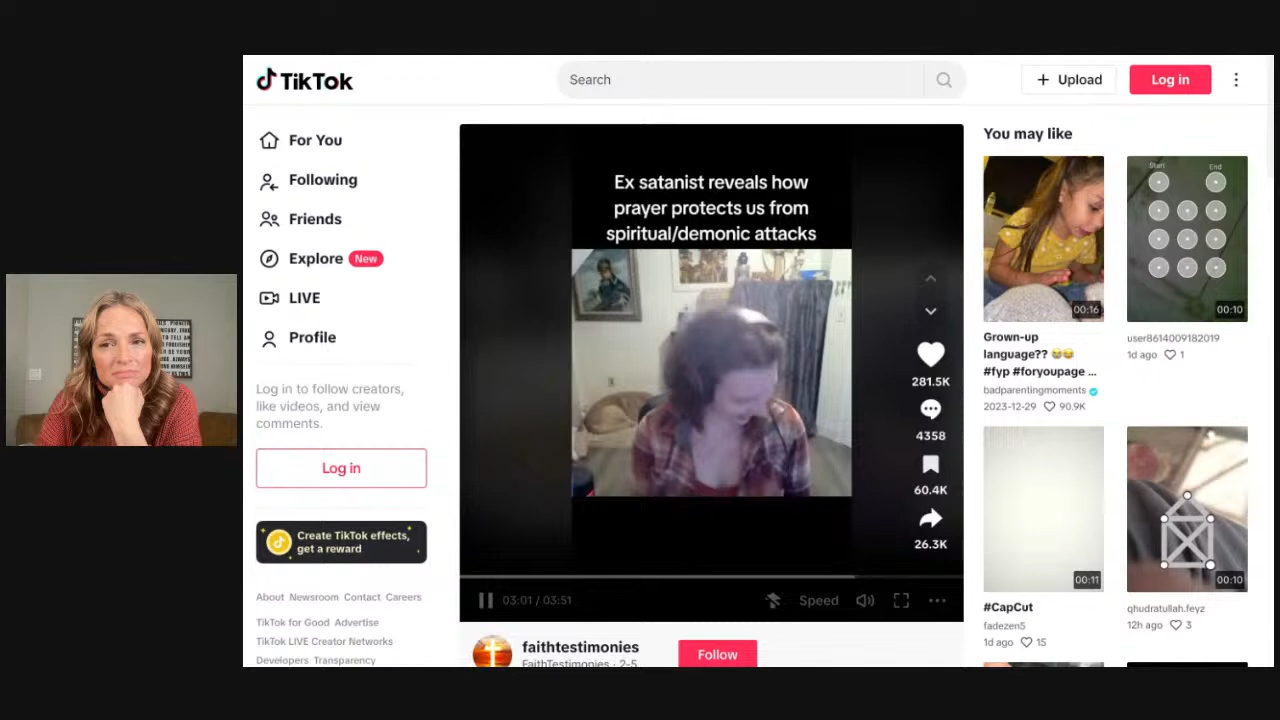 TikTok
Search
Upload
Log in
For You
Following
Friends
Explore New
LIVE
Profile
Log in to follow creators,
like videos, and view
comments.
Log in
Create TikTok effects,
get a reward
About Newsroom Contact Careers
TikTok for Good Advertise
TikTok LIVE Creator Networks
Developers Transparency
Ex satanist reveals how
prayer protects us from
spiritual/demonic attacks
281.5K
4358
60.4K
26.3K
03:01 / 03:51
Speed
faithtestimonies
FaithTestimonies · 2-5
Follow
You may like
00:16
Grown-up
language?? 😭😂
#fyp #foryoupage ...
badparentingmoments
2023-12-29 90.9K
Start End
00:10
user8614009182019
1d ago 1
00:11
#CapCut
fadezen5
1d ago 15
00:10
qhudratullah.feyz
12h ago 3